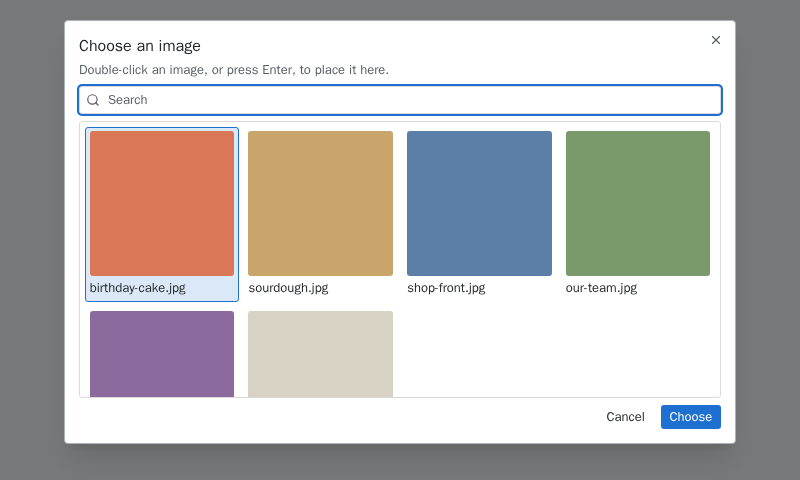 Choose an image
Double-click an image, or press Enter, to place it here.
Search
birthday-cake.jpg
sourdough.jpg
shop-front.jpg
our-team.jpg
Cancel
Choose